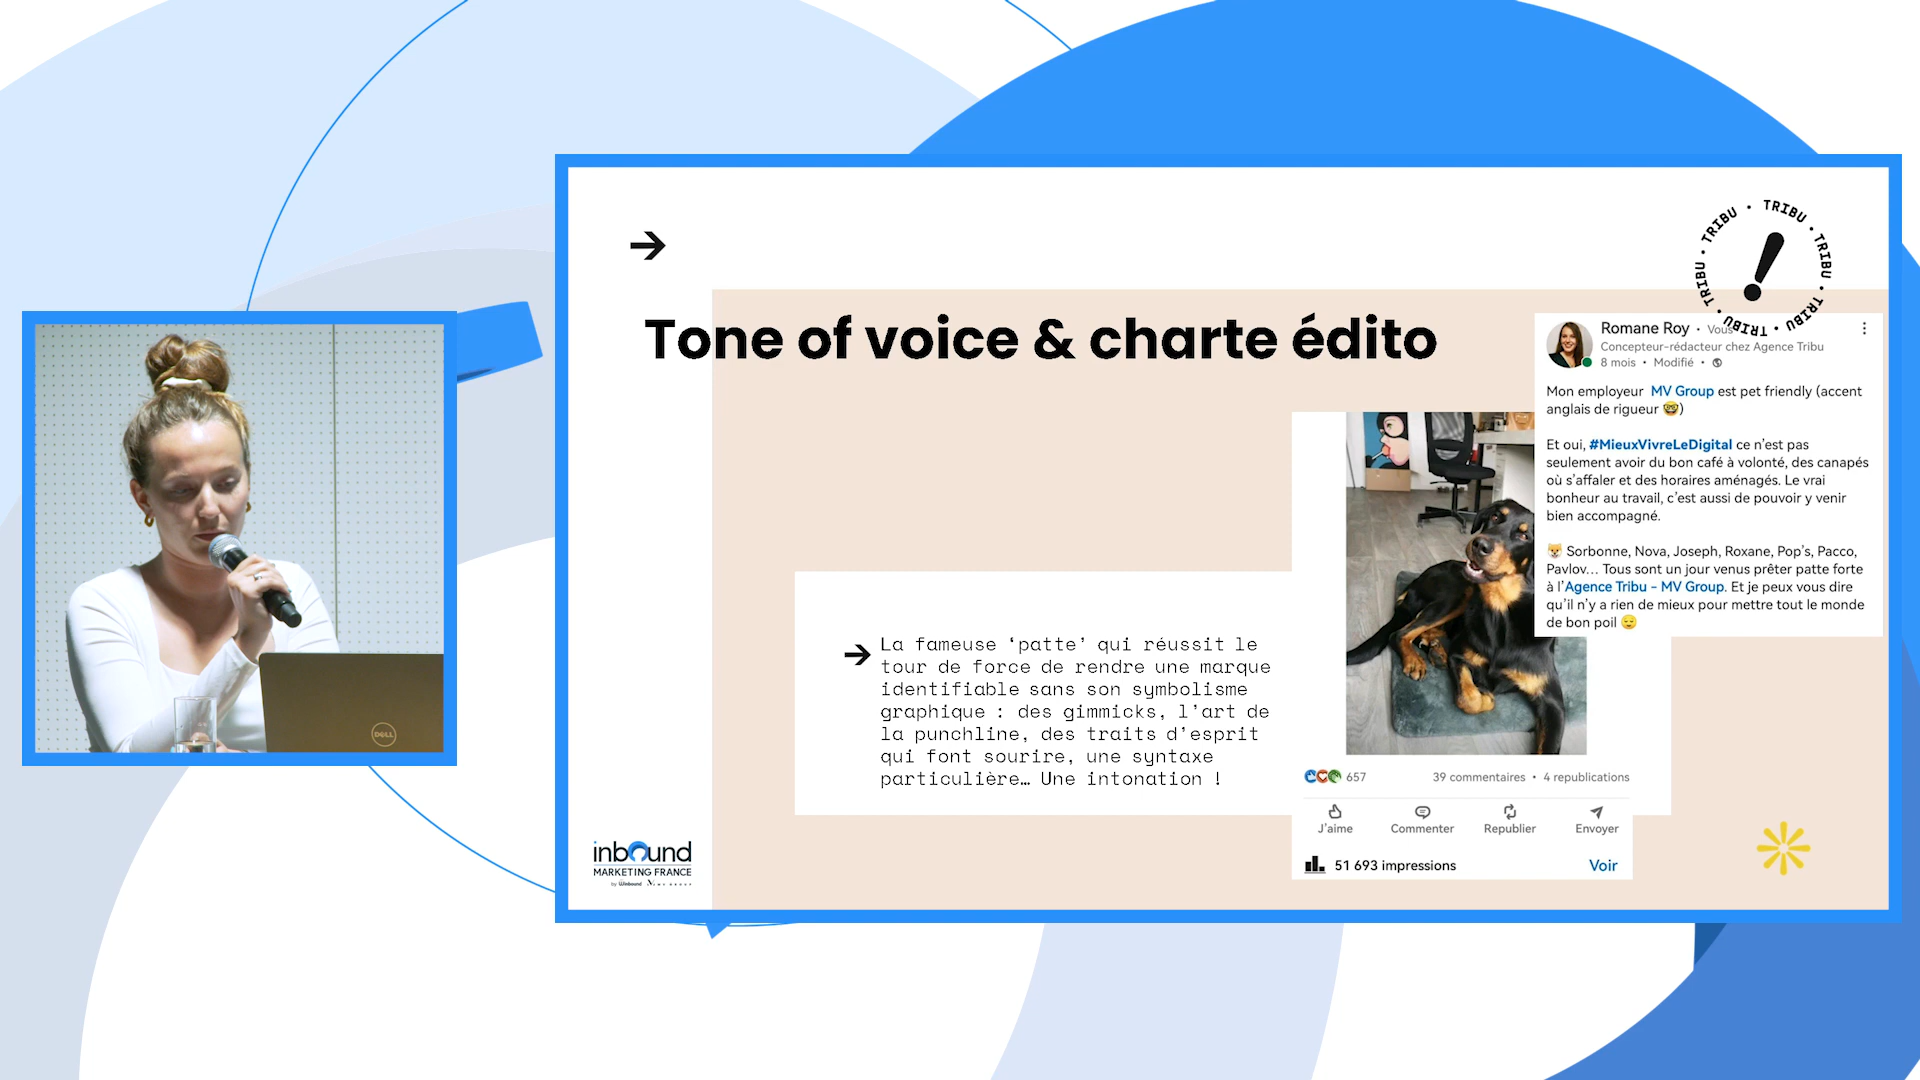 TRIBU • TRIBU • TRIBU • TRIBU • TRIBU • TRIBU • TRIBU •
Tone of voice & charte édito
Romane Roy • Vous
Concepteur-rédacteur chez Agence Tribu
8 mois • Modifié •
Mon employeur MV Group est pet friendly (accent
anglais de rigueur 🤓)
Et oui, #MieuxVivreLeDigital ce n’est pas
seulement avoir du bon café à volonté, des canapés
où s’affaler et des horaires aménagés. Le vrai
bonheur au travail, c’est aussi de pouvoir y venir
bien accompagné.
🐶 Sorbonne, Nova, Joseph, Roxane, Pop’s, Pacco,
Pavlov... Tous sont un jour venus prêter patte forte
à l’Agence Tribu - MV Group. Et je peux vous dire
qu’il n’y a rien de mieux pour mettre tout le monde
de bon poil 😌
La fameuse ‘patte’ qui réussit le
tour de force de rendre une marque
identifiable sans son symbolisme
graphique : des gimmicks, l’art de
la punchline, des traits d’esprit
qui font sourire, une syntaxe
particulière… Une intonation !
657
39 commentaires • 4 republications
J’aime
Commenter
Republier
Envoyer
51 693 impressions
Voir
inbound
MARKETING FRANCE
by Winbound
DELL